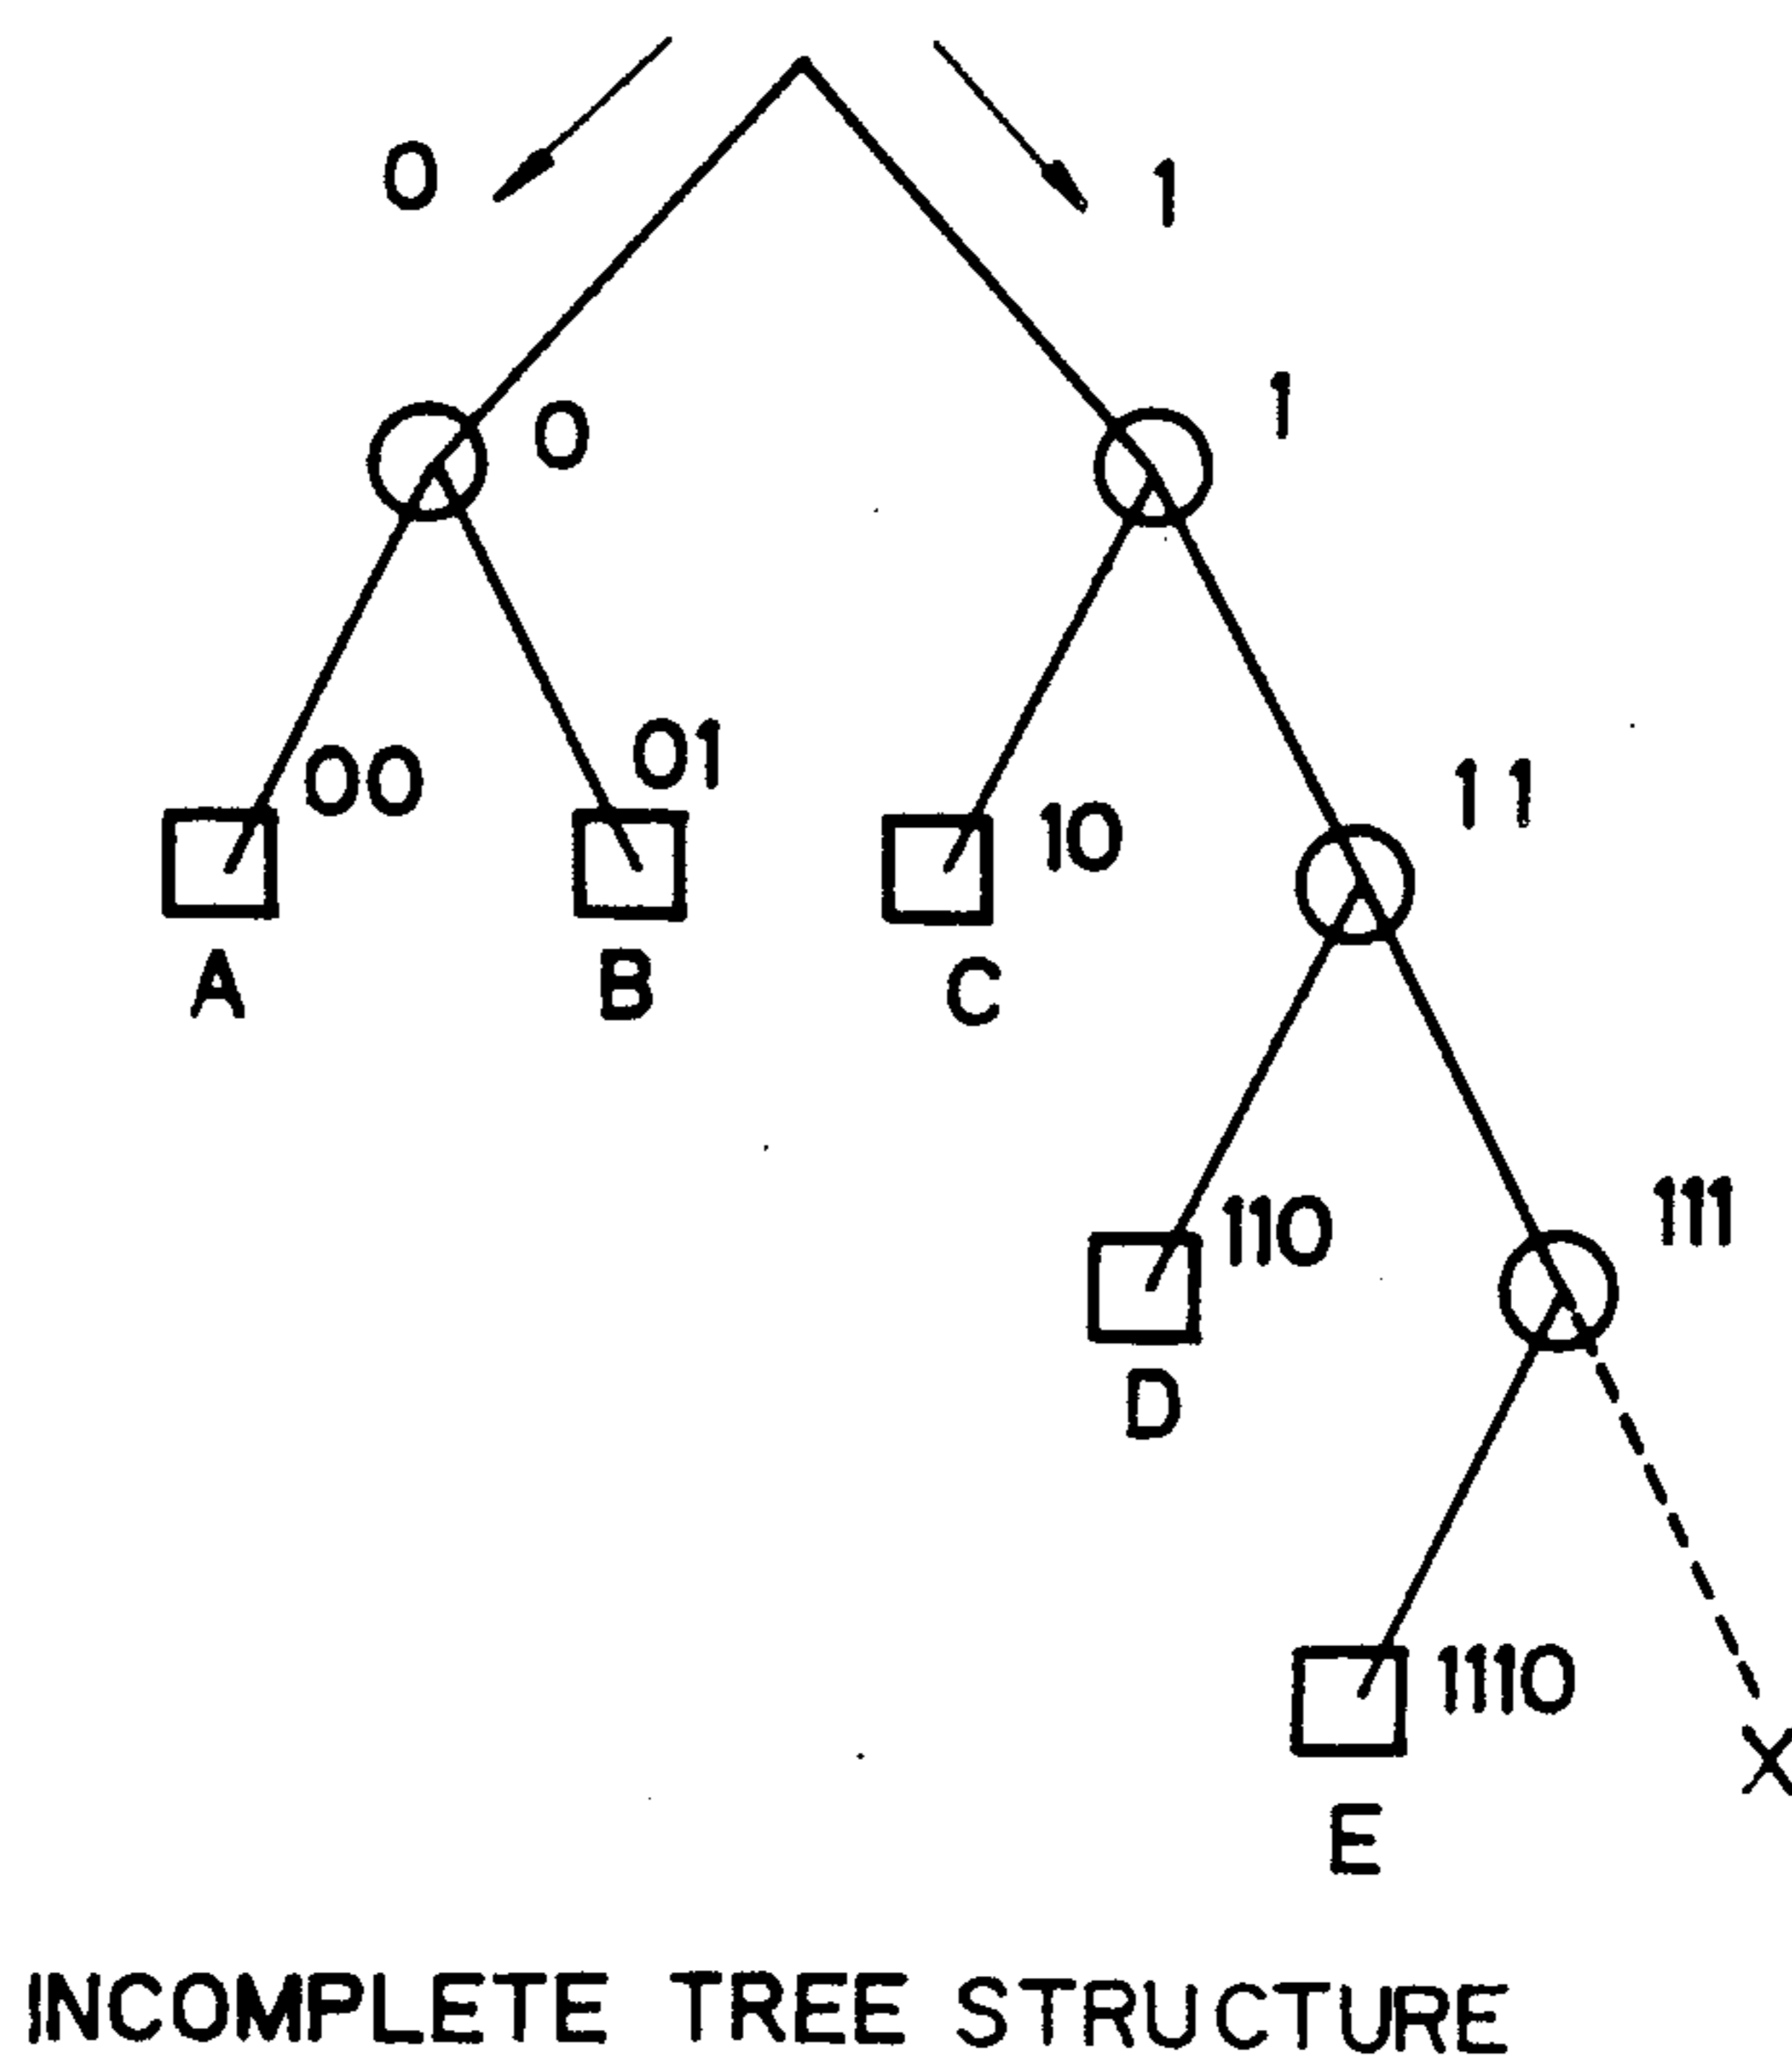 0 1
0 1
00 01 10 11
A B C
110 111
D
1110
X
E
INCOMPLETE TREE STRUCTURE